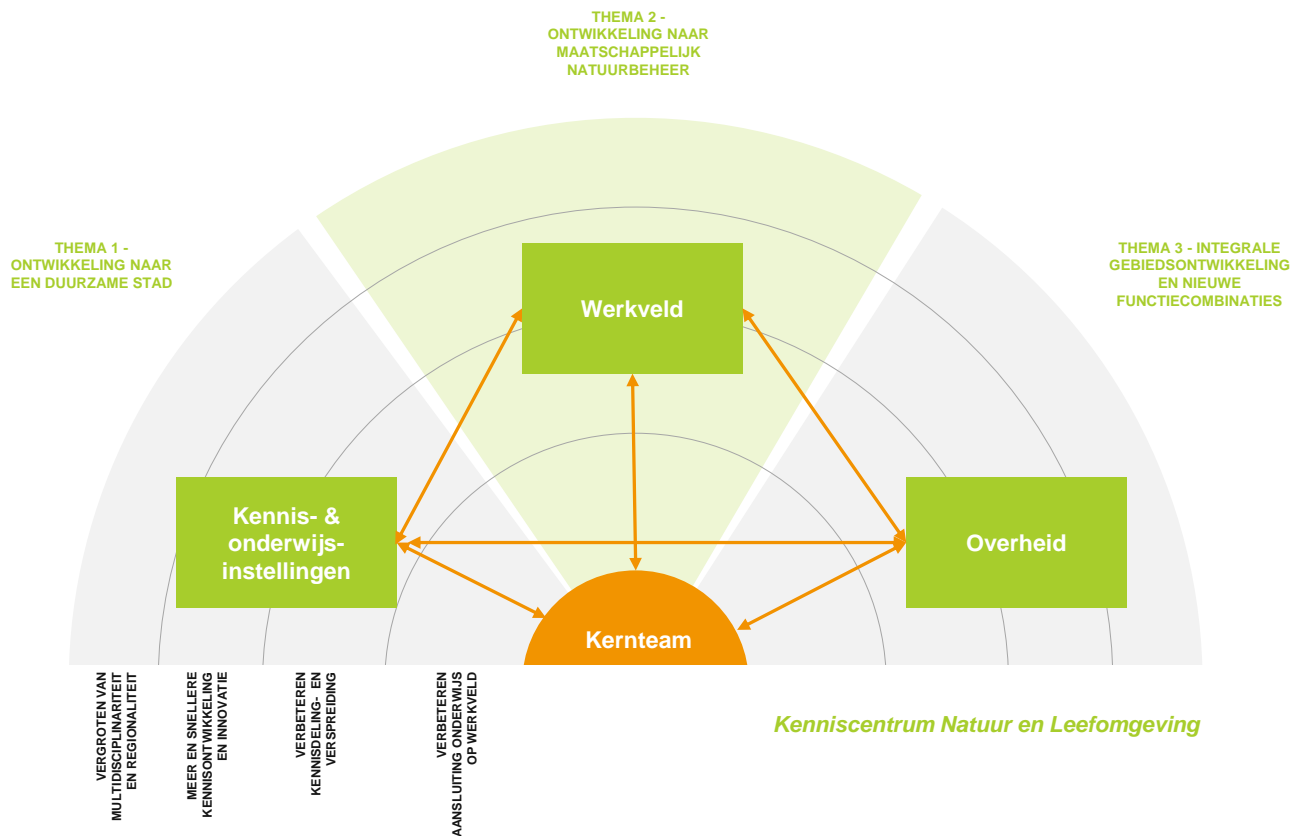 THEMA 2 -
ONTWIKKELING NAAR
MAATSCHAPPELIJK
NATUURBEHEER
THEMA 1 -
ONTWIKKELING NAAR
EEN DUURZAME STAD
THEMA 3 - INTEGRALE
GEBIEDSONTWIKKELING
EN NIEUWE
FUNCTIECOMBINATIES
Werkveld
Kennis- &
onderwijs-
instellingen
Overheid
Kernteam
VERGROTEN VAN
MULTIDISCIPLINARITEIT
EN REGIONALITEIT
MEER EN SNELLERE
KENNISONTWIKKELING
EN INNOVATIE
VERBETEREN
KENNISDELING- EN
VERSPREIDING
VERBETEREN
AANSLUITING ONDERWIJS
OP WERKVELD
Kenniscentrum Natuur en Leefomgeving